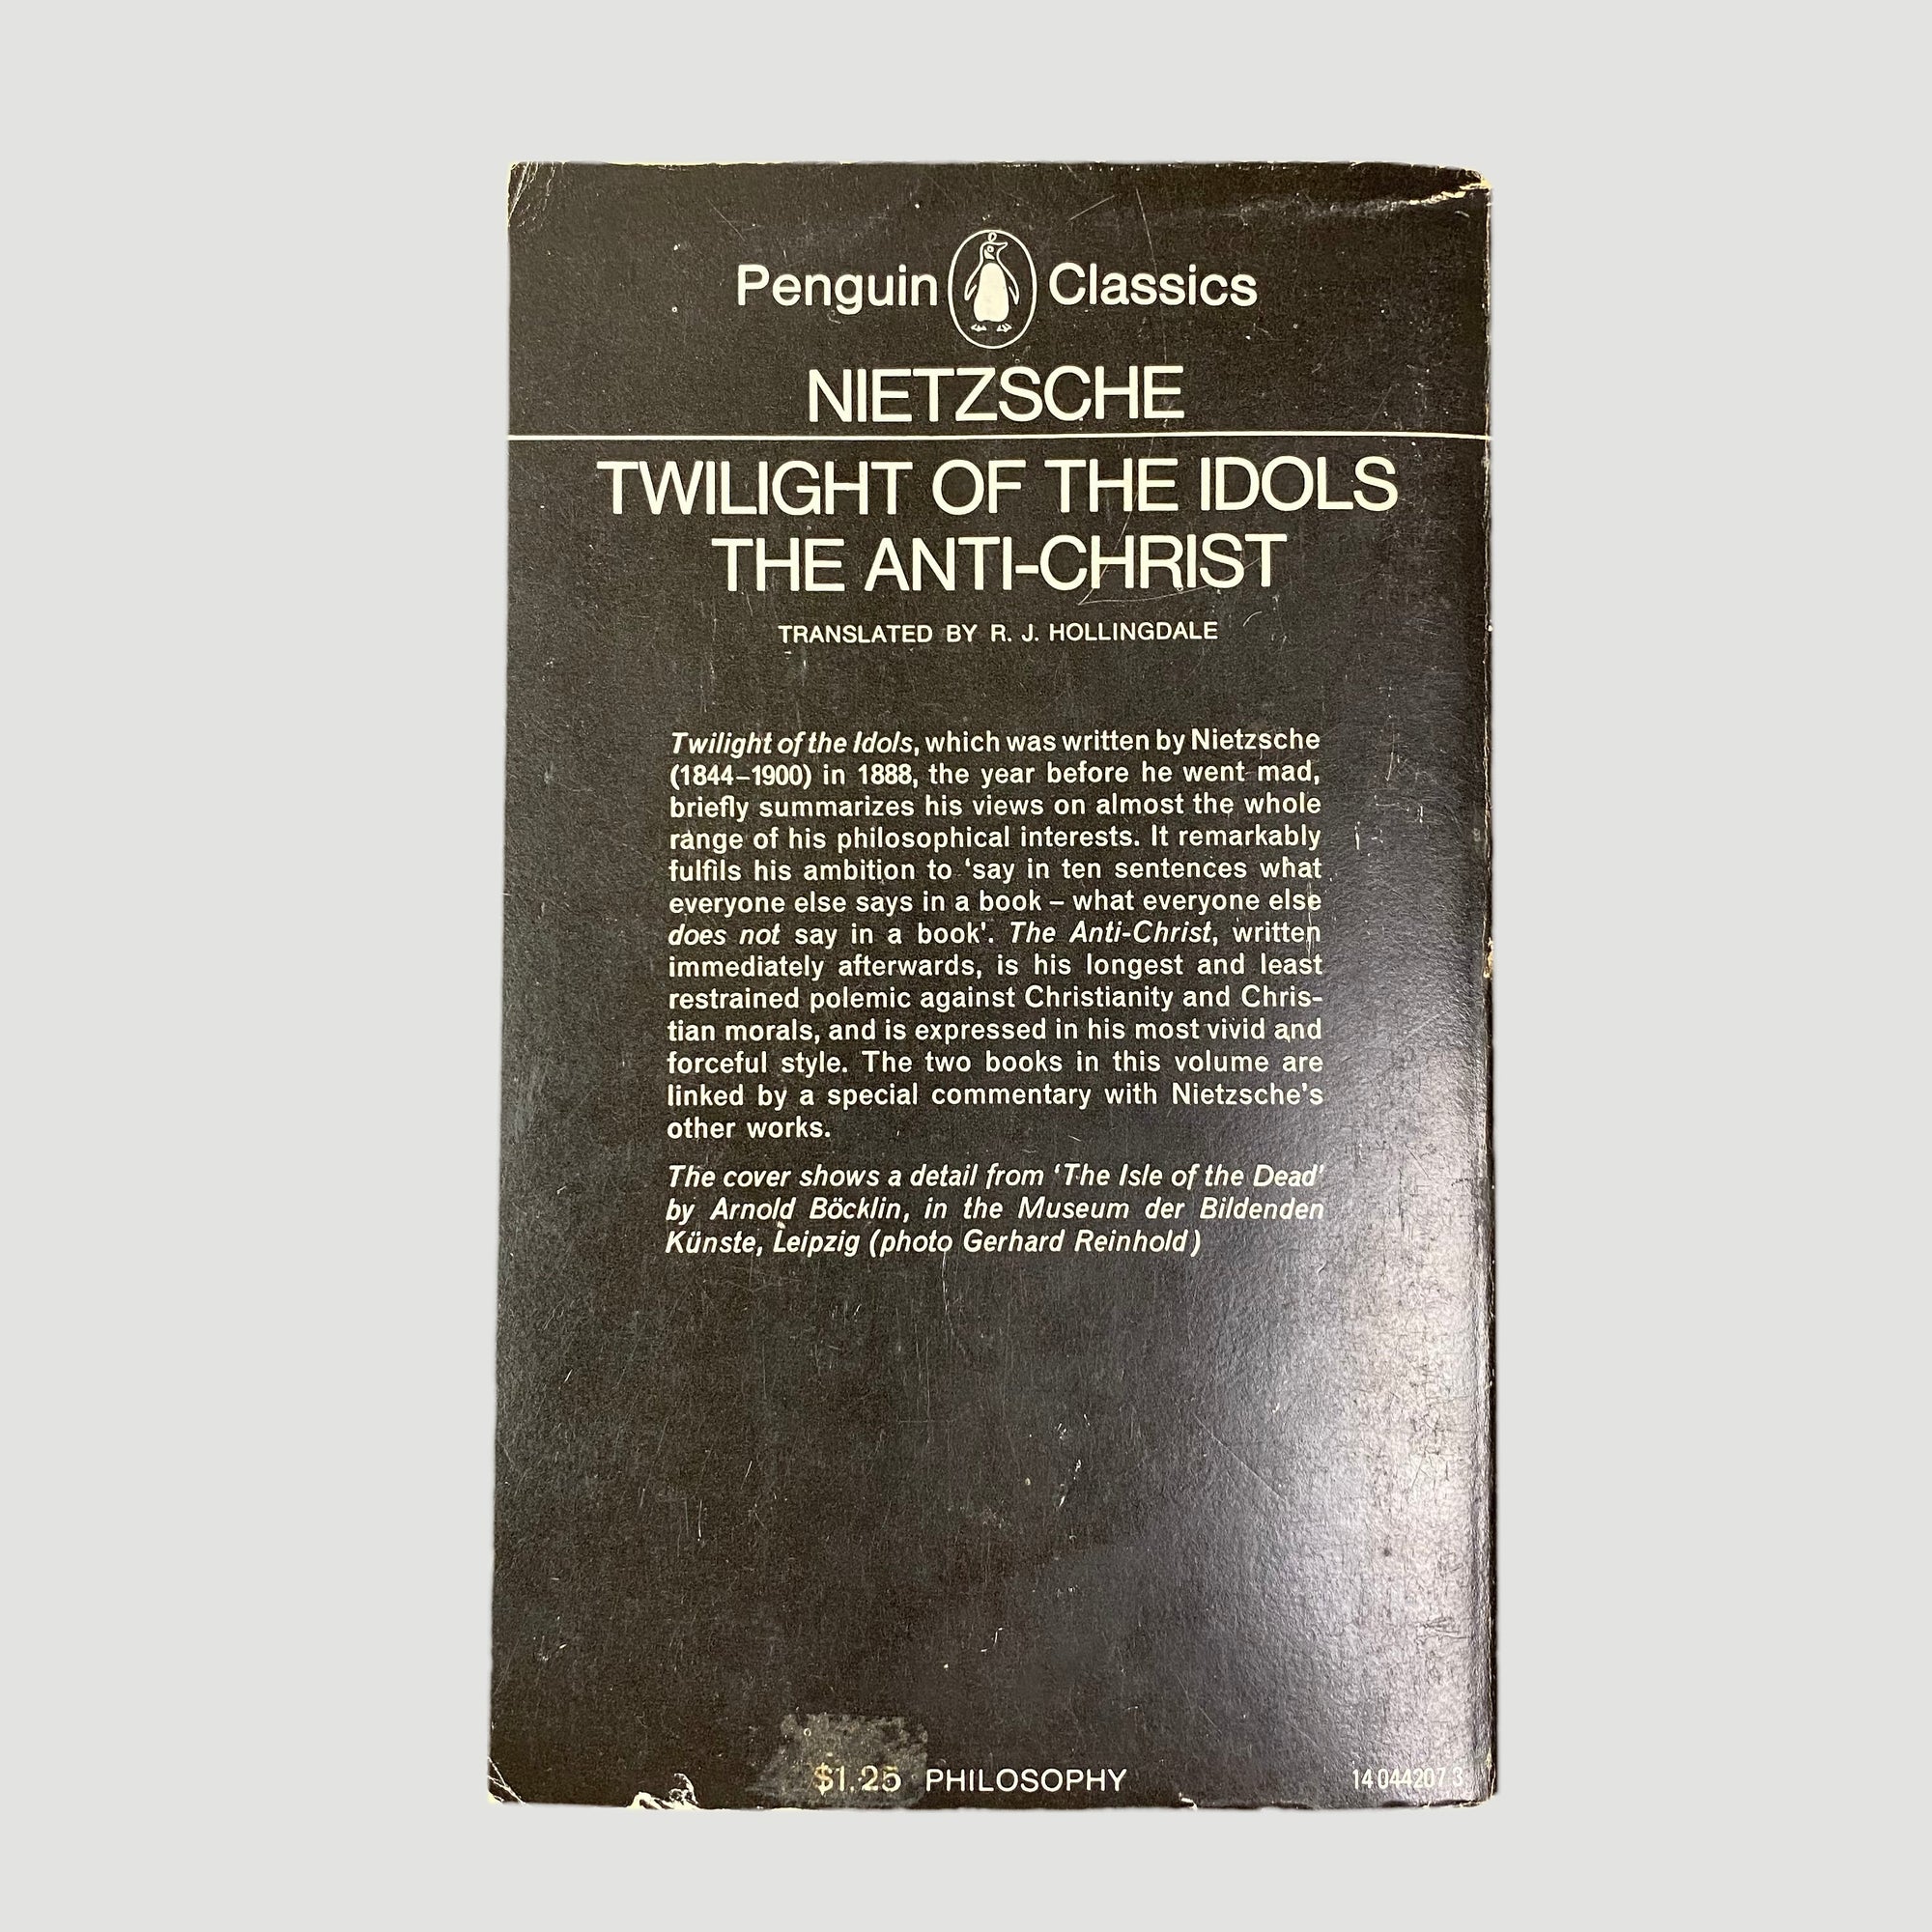 Penguin Classics
NIETZSCHE
TWILIGHT OF THE IDOLS
THE ANTI-CHRIST
TRANSLATED BY R. J. HOLLINGDALE
Twilight of the Idols, which was written by Nietzsche
(1844–1900) in 1888, the year before he went mad,
briefly summarizes his views on almost the whole
range of his philosophical interests. It remarkably
fulfils his ambition to ‘say in ten sentences what
everyone else says in a book – what everyone else
does not say in a book’. The Anti-Christ, written
immediately afterwards, is his longest and least
restrained polemic against Christianity and Chris-
tian morals, and is expressed in his most vivid and
forceful style. The two books in this volume are
linked by a special commentary with Nietzsche's
other works.
The cover shows a detail from ‘The Isle of the Dead’
by Arnold Böcklin, in the Museum der Bildenden
Künste, Leipzig (photo Gerhard Reinhold)
$1.25 PHILOSOPHY 14 044207 3